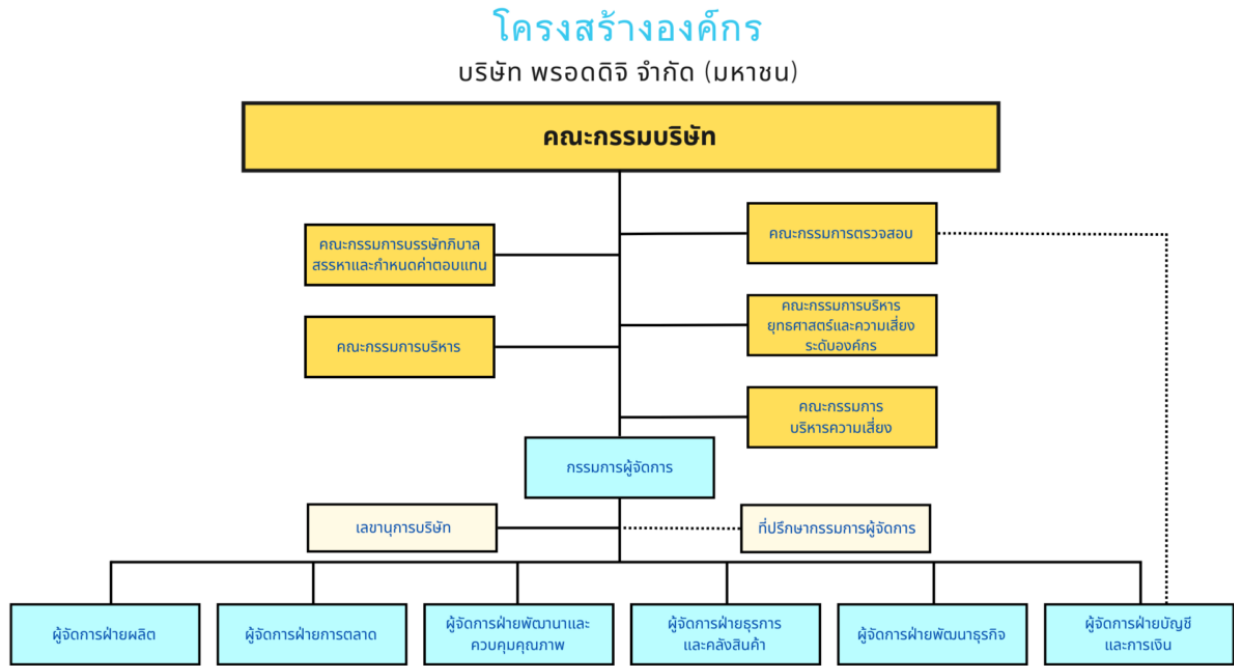 โครงสร้างองค์กร
บริษัท พรอดดิจิ จำกัด (มหาชน)
คณะกรรมบริษัท
คณะกรรมการบรรษัทภิบาล
สรรหาและกำหนดค่าตอบแทน
คณะกรรมการตรวจสอบ
คณะกรรมการบริหาร
คณะกรรมการบริหาร
ยุทธศาสตร์และความเสี่ยง
ระดับองค์กร
คณะกรรมการ
บริหารความเสี่ยง
กรรมการผู้จัดการ
เลขานุการบริษัท
ที่ปรึกษากรรมการผู้จัดการ
ผู้จัดการฝ่ายผลิต
ผู้จัดการฝ่ายการตลาด
ผู้จัดการฝ่ายพัฒานาและ
ควบคุมคุณภาพ
ผู้จัดการฝ่ายธุรการ
และคลังสินค้า
ผู้จัดการฝ่ายพัฒนาธุรกิจ
ผู้จัดการฝ่ายบัญชี
และการเงิน